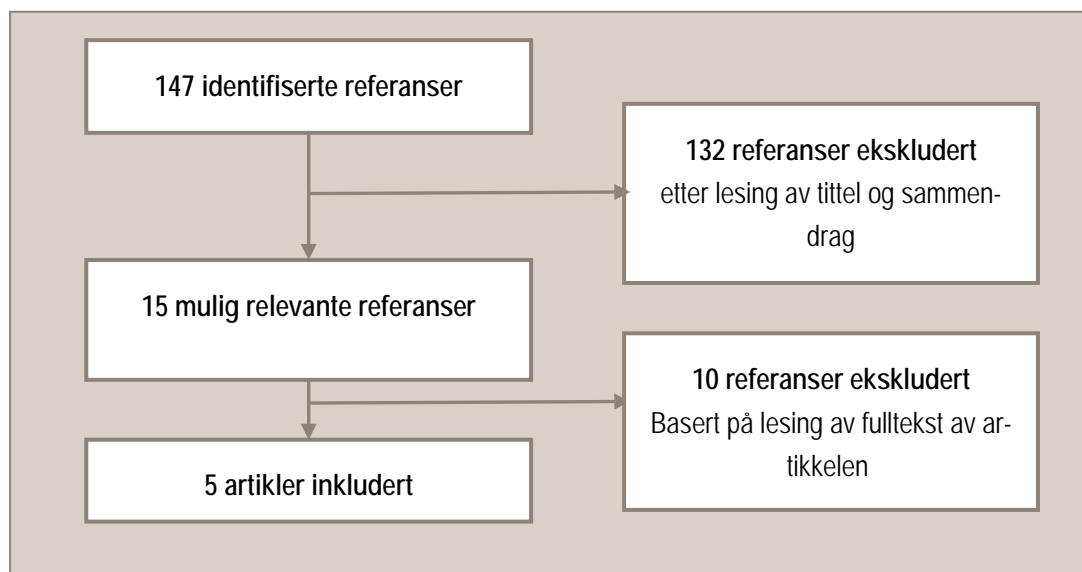 147 identifiserte referanser
132 referanser ekskludert
etter lesing av tittel og sammen-
drag
15 mulig relevante referanser
10 referanser ekskludert
Basert på lesing av fulltekst av ar-
tikkelen
5 artikler inkludert